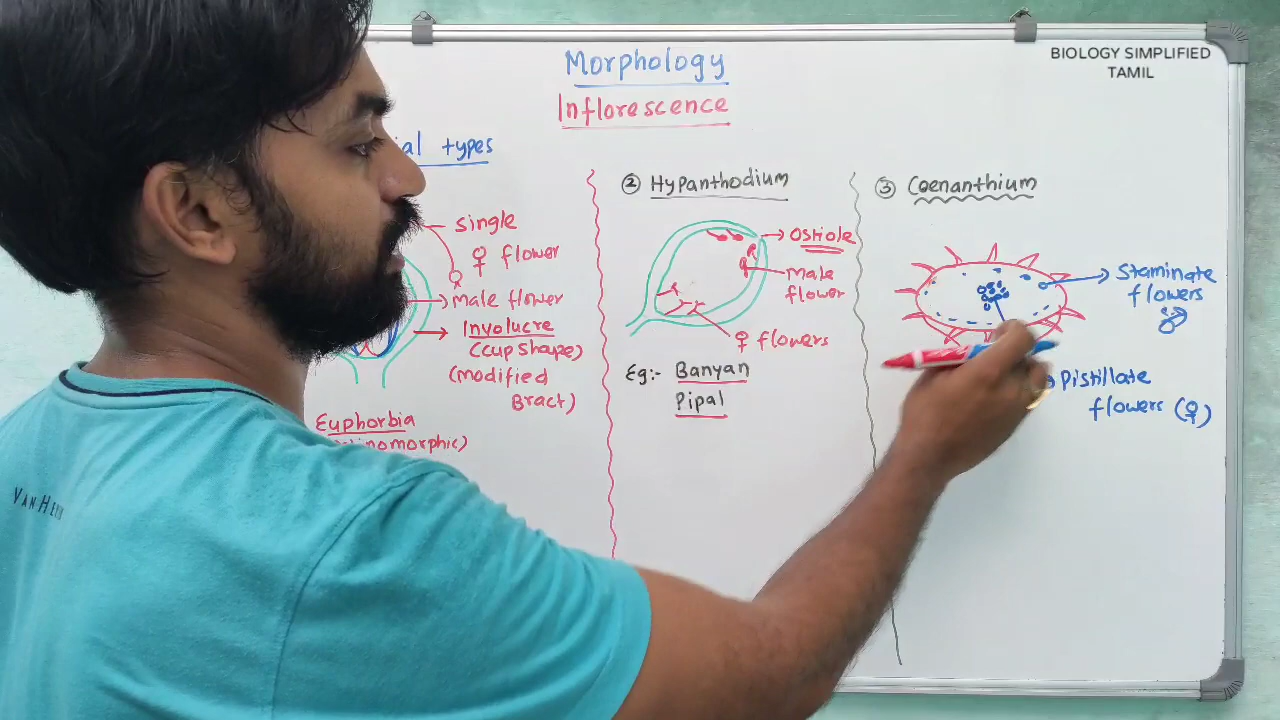 BIOLOGY SIMPLIFIED
TAMIL
Morphology
Inflorescence
types
single
♀ flower
male flower
Involucre
(cup shape)
(modified
Bract)
Euphorbia
② Hypanthodium
Ostiole
male
flower
♀ flowers
Eg:- Banyan
Pipal
③ Coenanthium
Staminate
flowers
♂
Pistillate
flowers (♀)